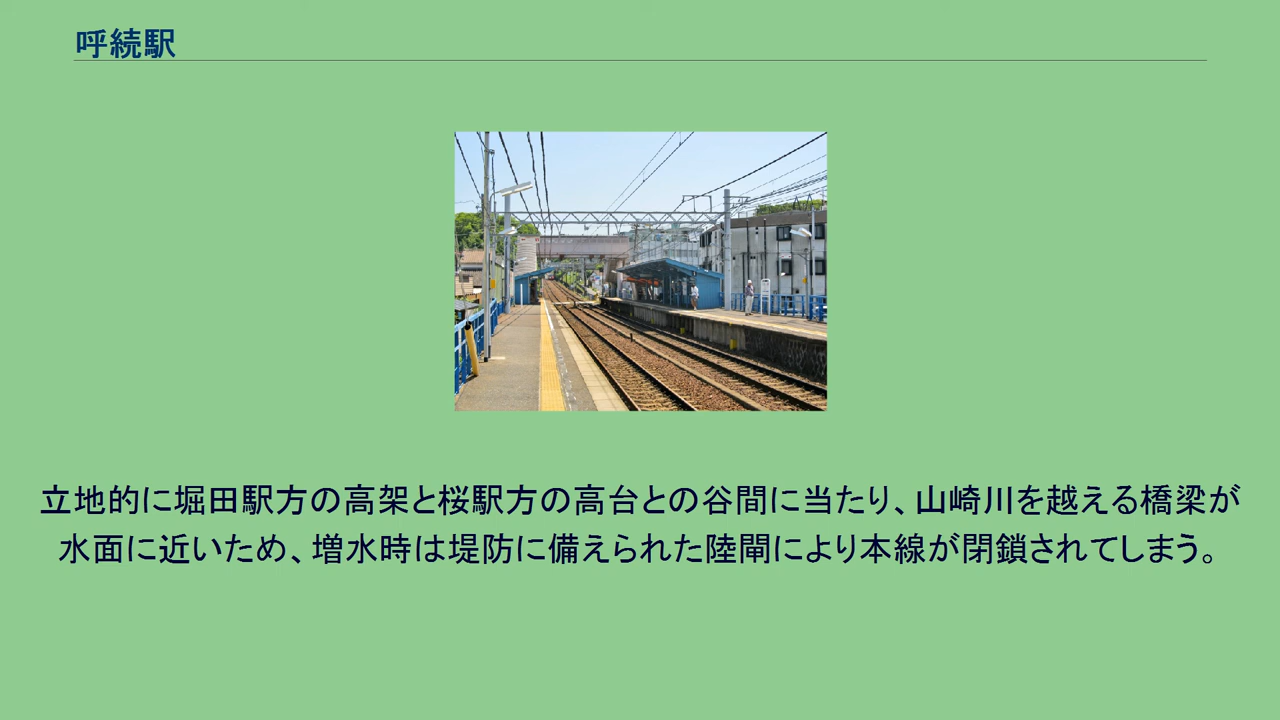 呼続駅
立地的に堀田駅方の高架と桜駅方の高台との谷間に当たり、山崎川を越える橋梁が
水面に近いため、増水時は堤防に備えられた陸閘により本線が閉鎖されてしまう。